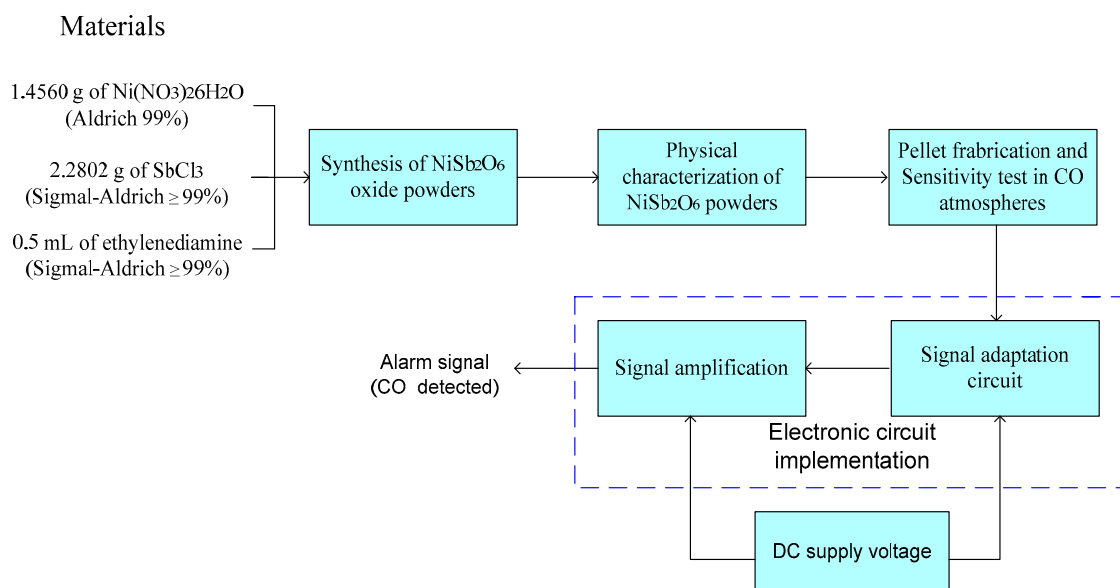 Materials
1.4560 g of Ni(NO3)26H2O
(Aldrich 99%)
2.2802 g of SbCl3
(Sigmal-Aldrich ≥ 99%)
0.5 mL of ethylenediamine
(Sigmal-Aldrich ≥ 99%)
Synthesis of NiSb2O6
oxide powders
Physical
characterization of
NiSb2O6 powders
Pellet frabrication and
Sensitivity test in CO
atmospheres
Signal adaptation
circuit
Signal amplification
Alarm signal
(CO detected)
Electronic circuit
implementation
DC supply voltage